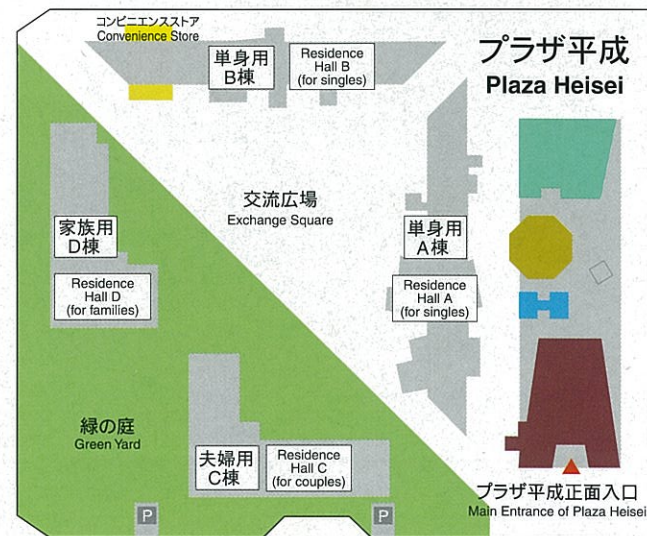 コンビニエンスストア
Convenience Store
単身用
B棟
Residence
Hall B
(for singles)
プラザ平成
Plaza Heisei
交流広場
Exchange Square
家族用
D棟
Residence
Hall D
(for families)
単身用
A棟
Residence
Hall A
(for singles)
緑の庭
Green Yard
夫婦用
C棟
Residence
Hall C
(for couples)
プラザ平成正面入口
Main Entrance of Plaza Heisei
P
P